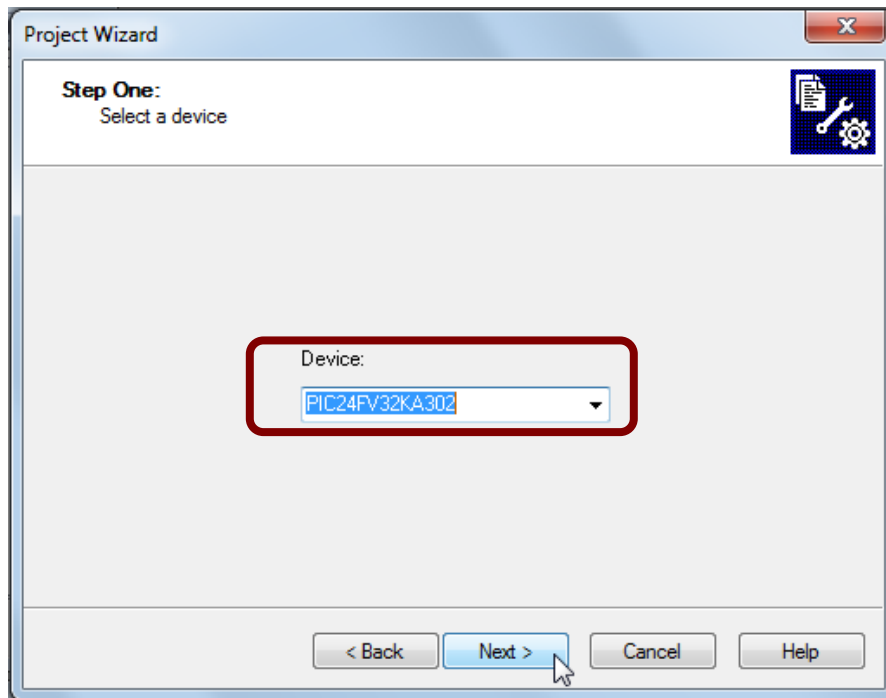 Project Wizard
Step One:
Select a device
Device:
PIC24FV32KA302
< Back
Next >
Cancel
Help